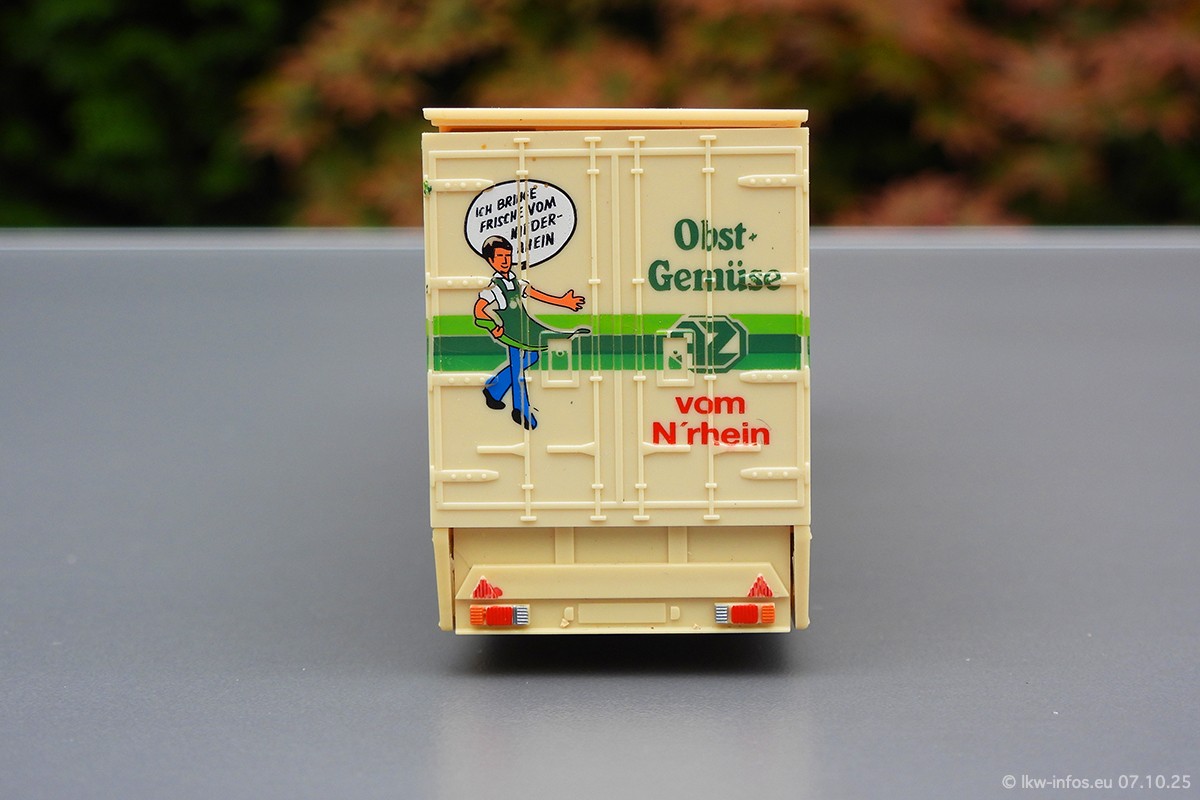 ICH BRINGE
FRISCHE VOM
NIEDER-
RHEIN
Obst-
Gemüse
vom
N´rhein
© lkw-infos.eu 07.10.25